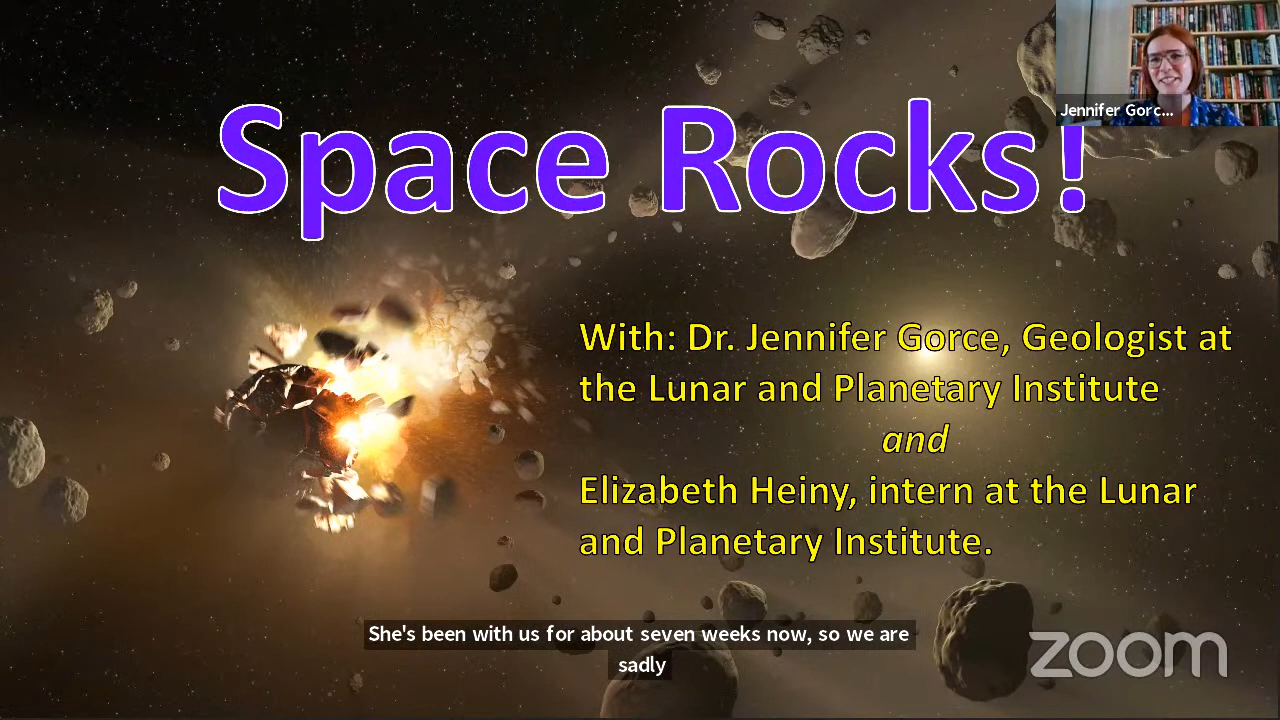 Jennifer Gorc...
Space Rocks!
With: Dr. Jennifer Gorce, Geologist at
the Lunar and Planetary Institute
and
Elizabeth Heiny, intern at the Lunar
and Planetary Institute.
She's been with us for about seven weeks now, so we are
sadly
zoom